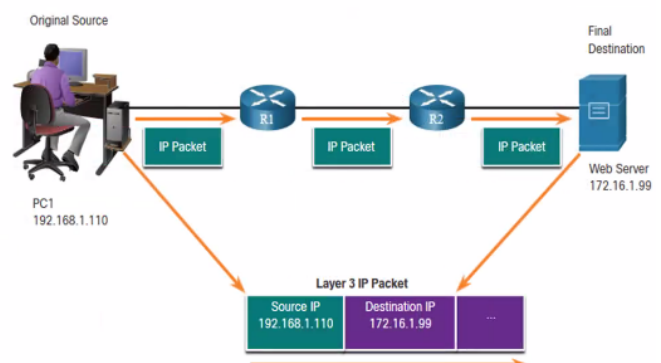 Original Source
Final
Destination
R1
R2
IP Packet
IP Packet
IP Packet
Web Server
172.16.1.99
PC1
192.168.1.110
Layer 3 IP Packet
Source IP
192.168.1.110
Destination IP
172.16.1.99
...